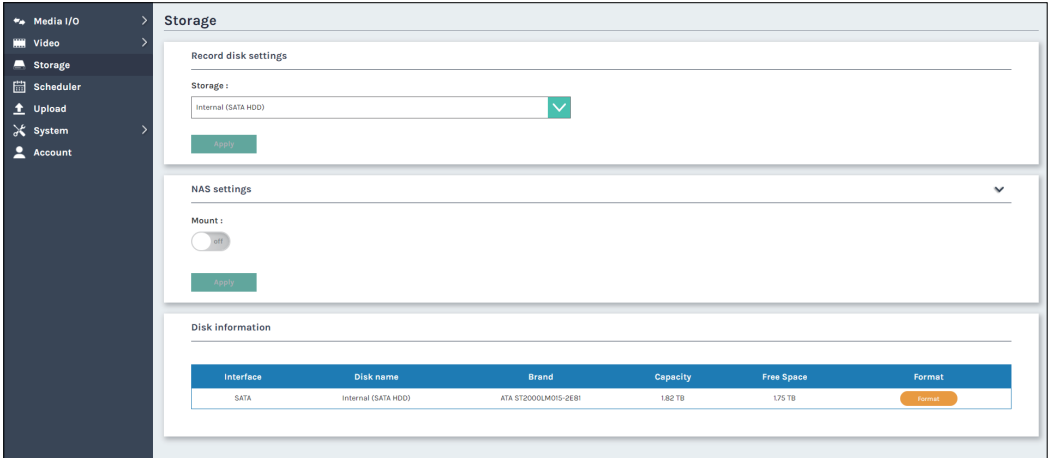 Media I/O
Video
Storage
Scheduler
Upload
System
Account
Storage
Record disk settings
Storage :
Internal (SATA HDD)
Apply
NAS settings
Mount :
off
Apply
Disk information
Interface Disk name Brand Capacity Free Space Format
SATA Internal (SATA HDD) ATA ST2000LM015-2E81 1.82 TB 1.75 TB Format